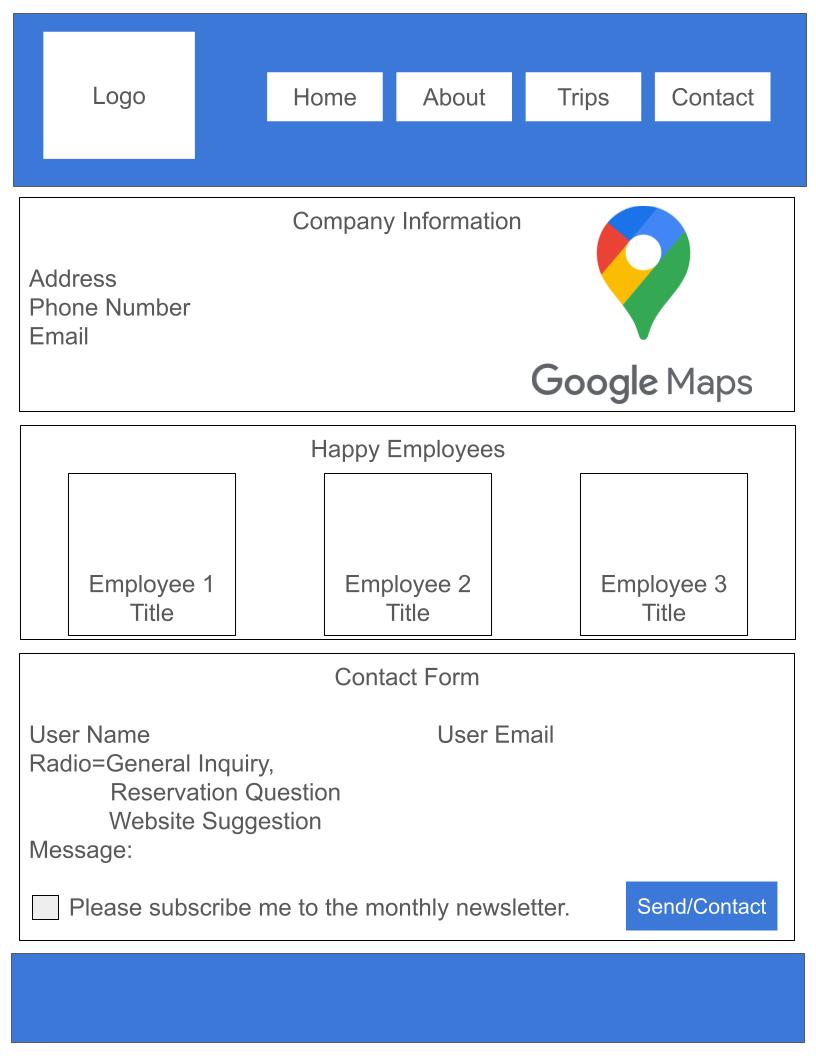 Logo
Home
About
Trips
Contact
Company Information
Address
Phone Number
Email
Google Maps
Happy Employees
Employee 1
Title
Employee 2
Title
Employee 3
Title
Contact Form
User Name
User Email
Radio=General Inquiry,
Reservation Question
Website Suggestion
Message:
Please subscribe me to the monthly newsletter.
Send/Contact